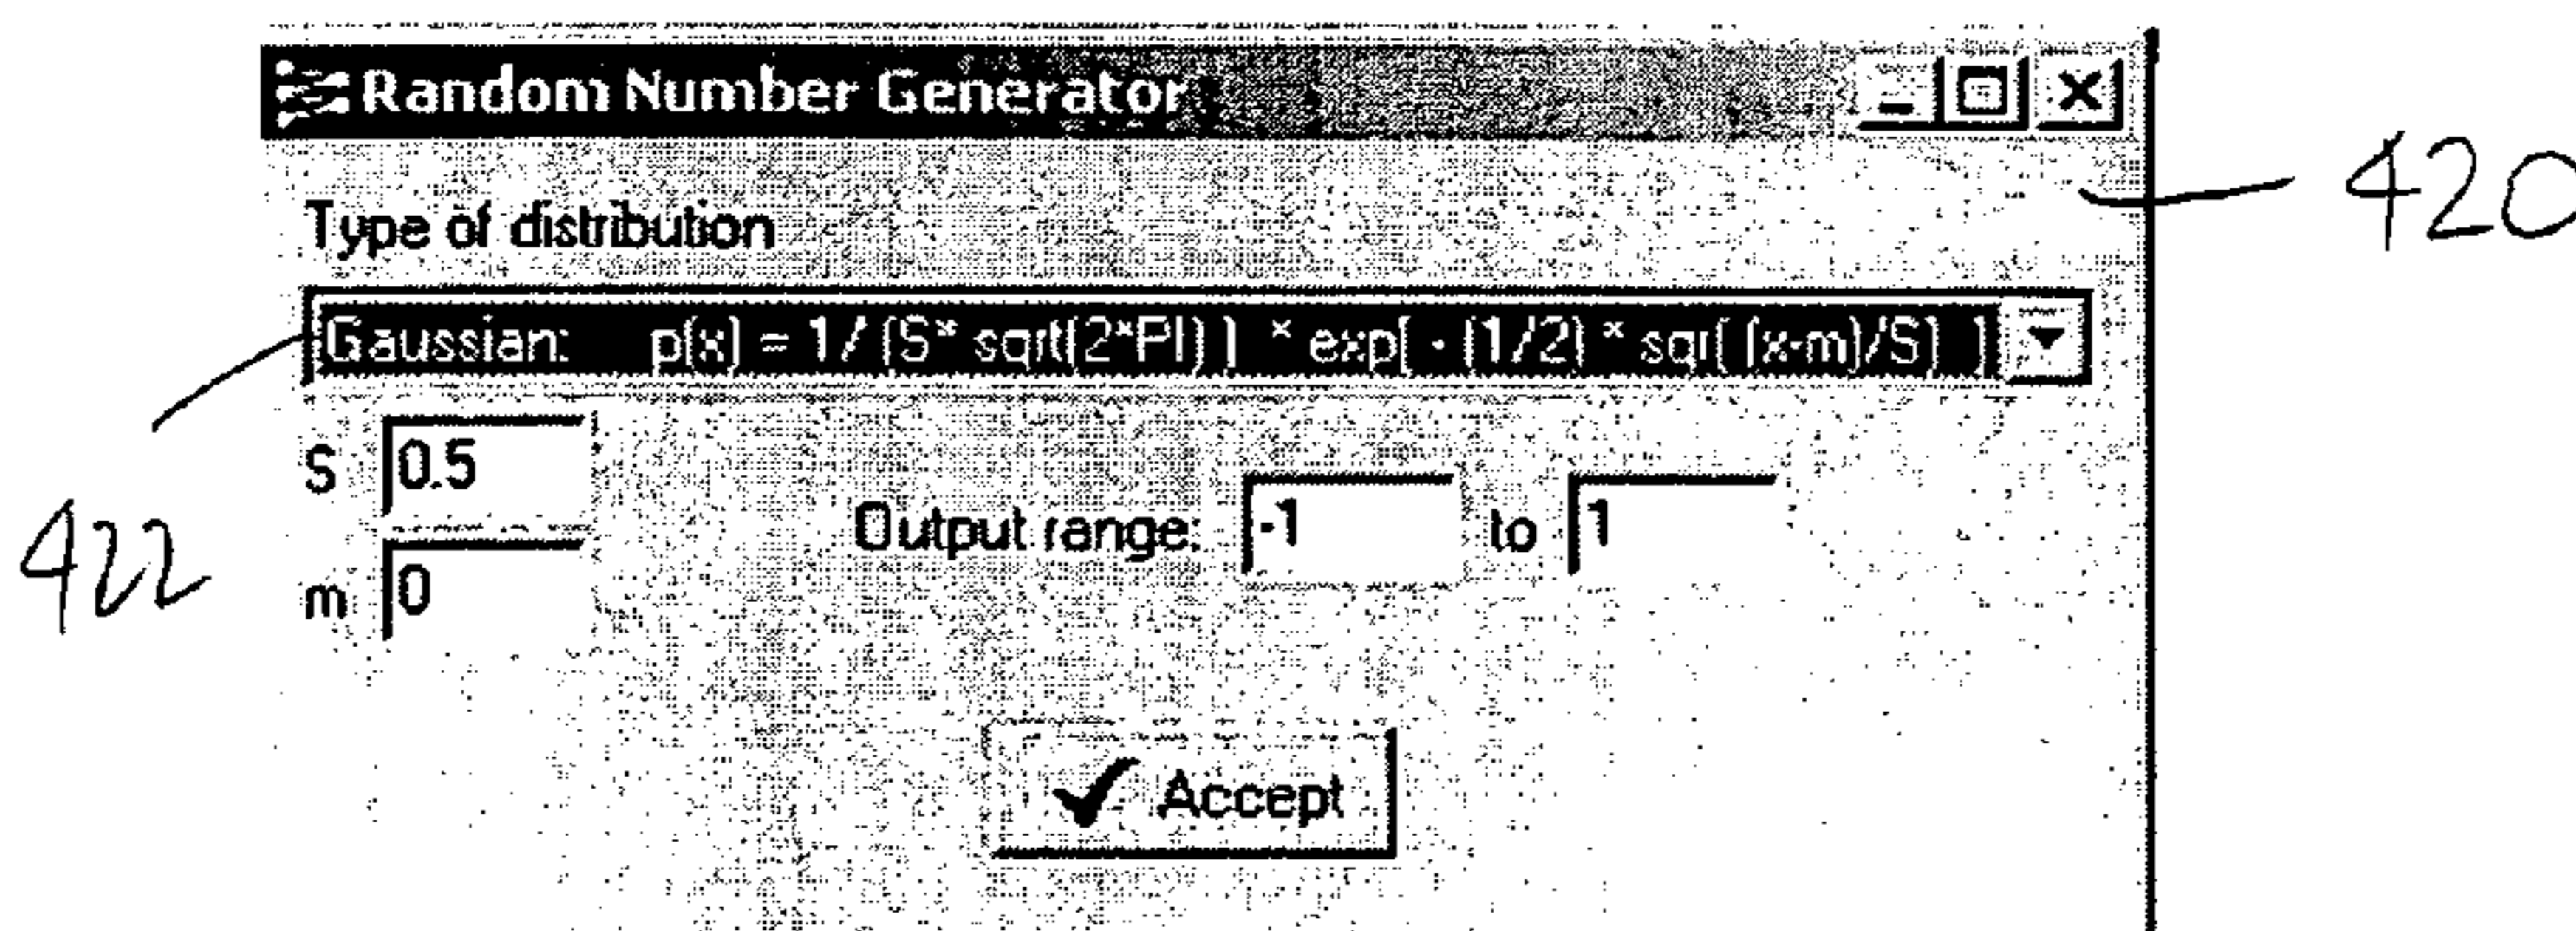 Random Number Generator
420
Type of distribution
Gaussian: p(x) = 1 / (S* sqrt(2*PI) ) * exp( - (1/2) * sqr( (x-m)/S) )
422
S 0.5
Output range: -1 to 1
m 0
Accept